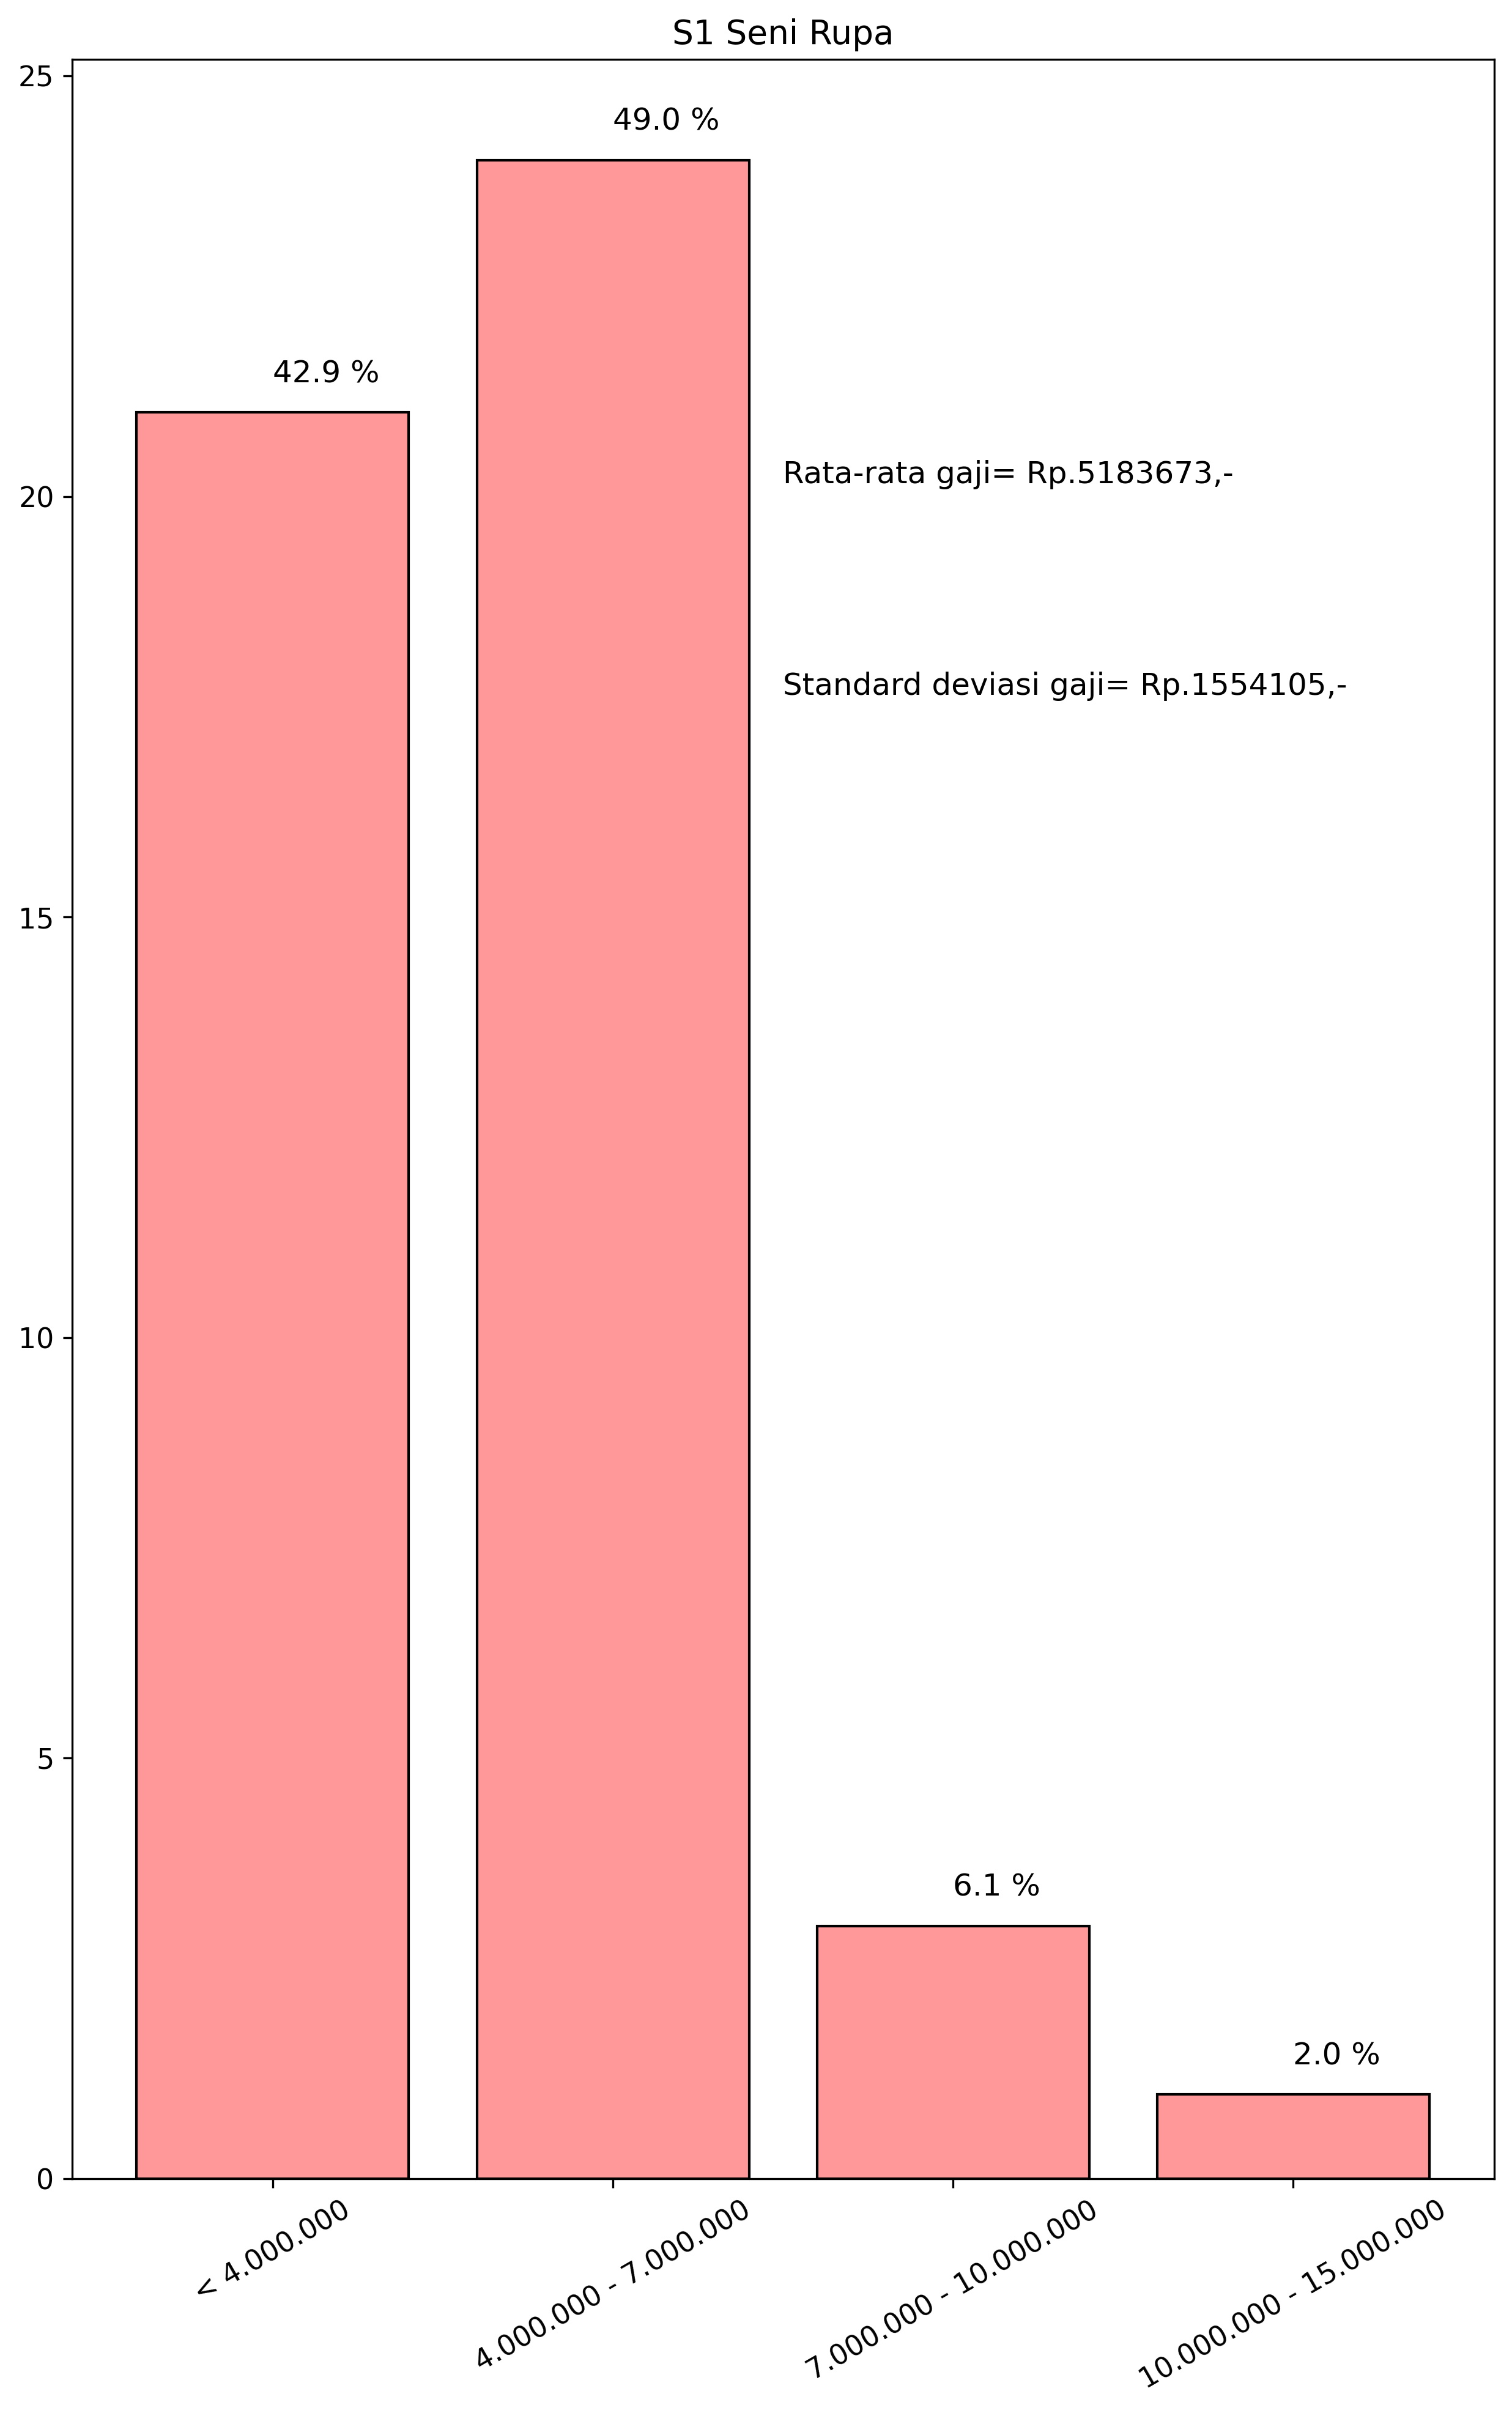 S1 Seni Rupa
25
20
15
10
5
0
42.9 %
49.0 %
6.1 %
2.0 %
Rata-rata gaji= Rp.5183673,-
Standard deviasi gaji= Rp.1554105,-
< 4.000.000
4.000.000 - 7.000.000
7.000.000 - 10.000.000
10.000.000 - 15.000.000